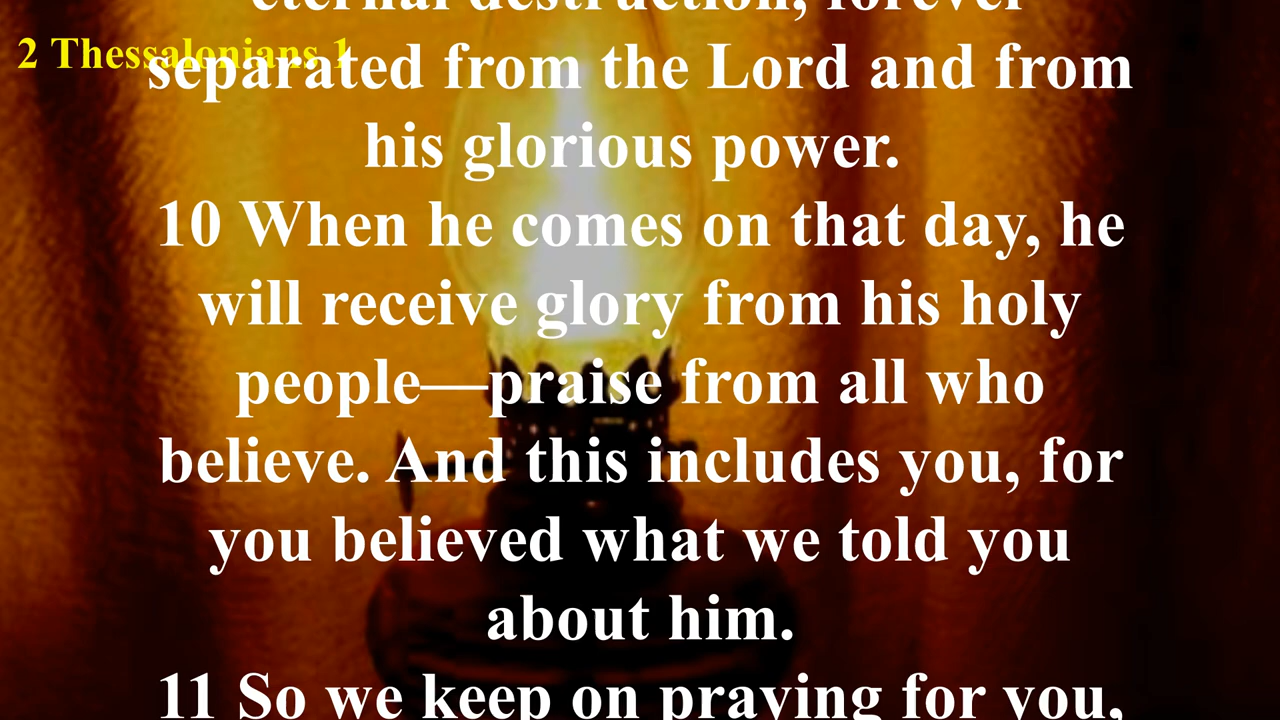 eternal destruction, forever
2 Thessalonians 1
separated from the Lord and from
his glorious power.
10 When he comes on that day, he
will receive glory from his holy
people—praise from all who
believe. And this includes you, for
you believed what we told you
about him.
11 So we keep on praying for you,